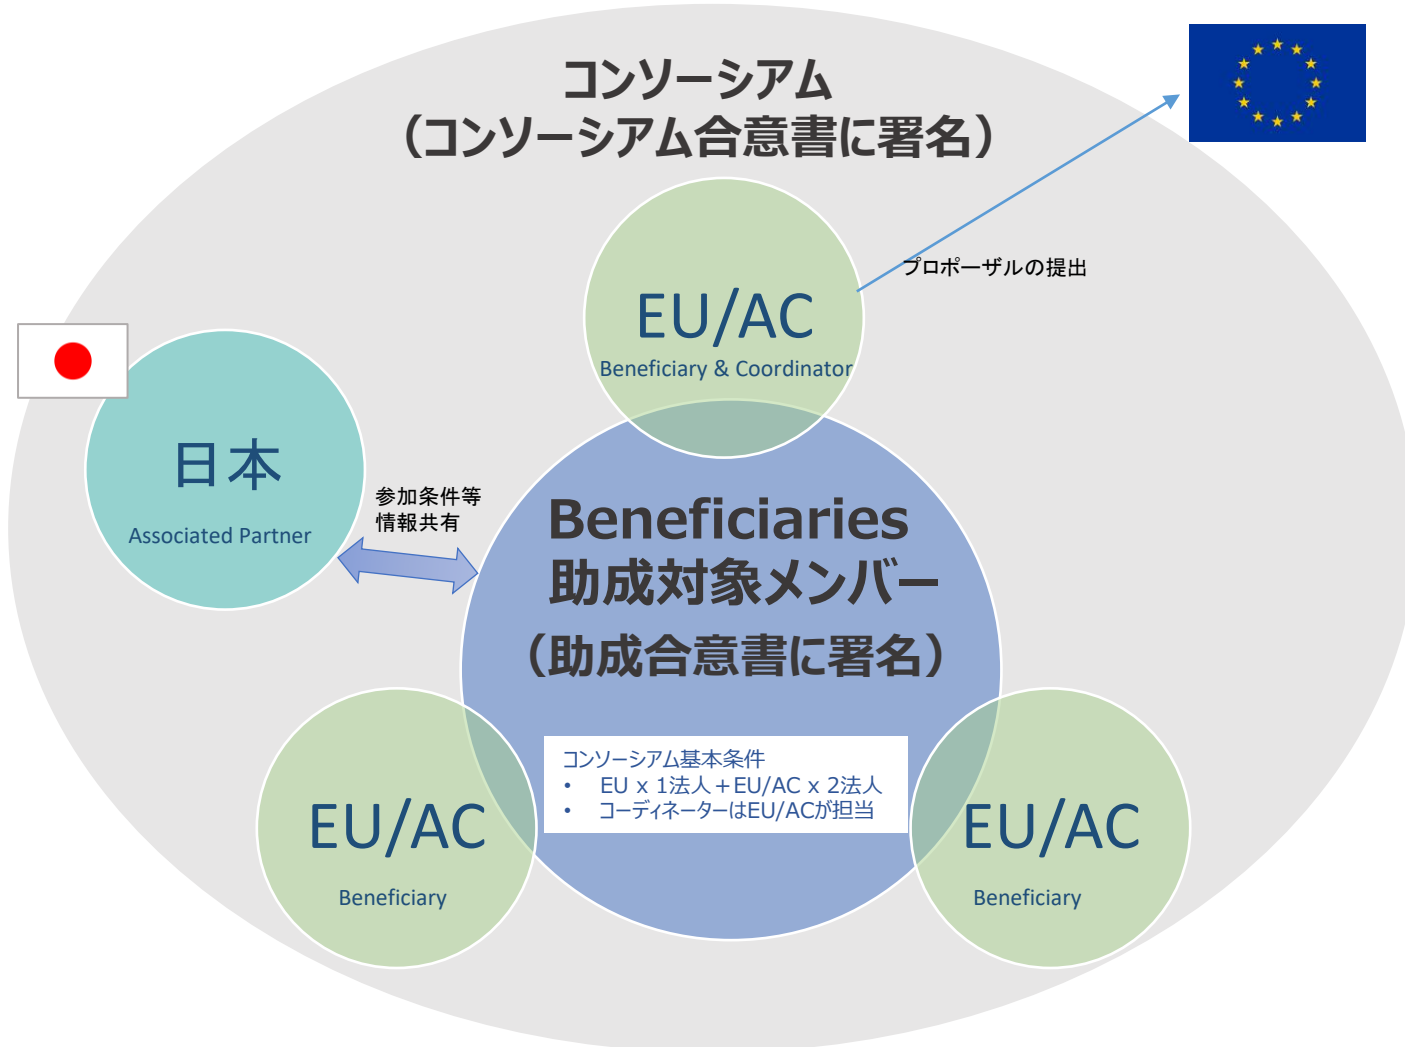 コンソーシアム
（コンソーシアム合意書に署名）
プロポーザルの提出
EU/AC
Beneficiary & Coordinator
日本
Associated Partner
参加条件等
情報共有
Beneficiaries
助成対象メンバー
（助成合意書に署名）
コンソーシアム基本条件
• EU x 1法人＋EU/AC x 2法人
• コーディネーターはEU/ACが担当
EU/AC
Beneficiary
EU/AC
Beneficiary